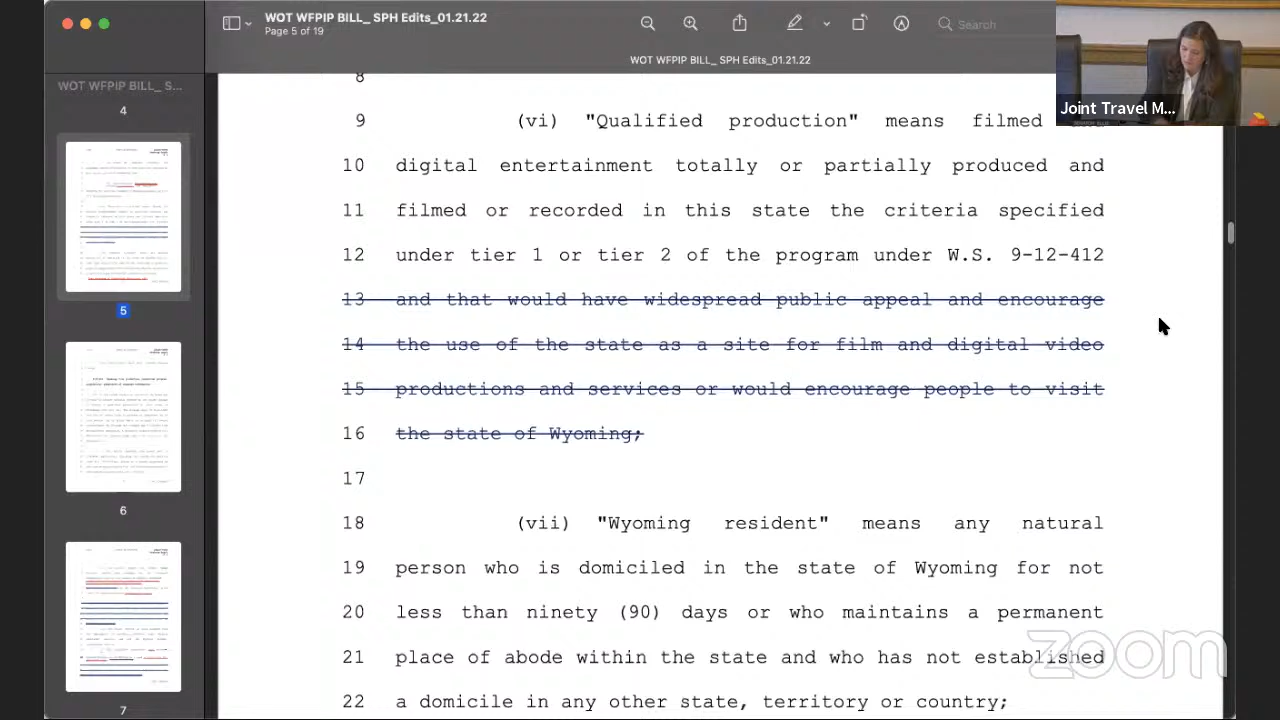 WOT WFPIP BILL_ SPH Edits_01.21.22
Page 5 of 19
Search
WOT WFPIP BILL_ SPH Edits_01.21.22
WOT WFPIP BILL_ S...
4
5
6
7
Joint Travel M...
8
9 (vi) "Qualified production" means filmed
10 digital entertainment totally or partially produced and
11 filmed or recorded in this state the criteria specified
12 under tier 1 or tier 2 of the program under W.S. 9-12-412
13 and that would have widespread public appeal and encourage
14 the use of the state as a site for film and digital video
15 productions and services or would encourage people to visit
16 the state of Wyoming;
17
18 (vii) "Wyoming resident" means any natural
19 person who is domiciled in the state of Wyoming for not
20 less than ninety (90) days or who maintains a permanent
21 place of abode within the state and who has not established
22 a domicile in any other state, territory or country;
zoom